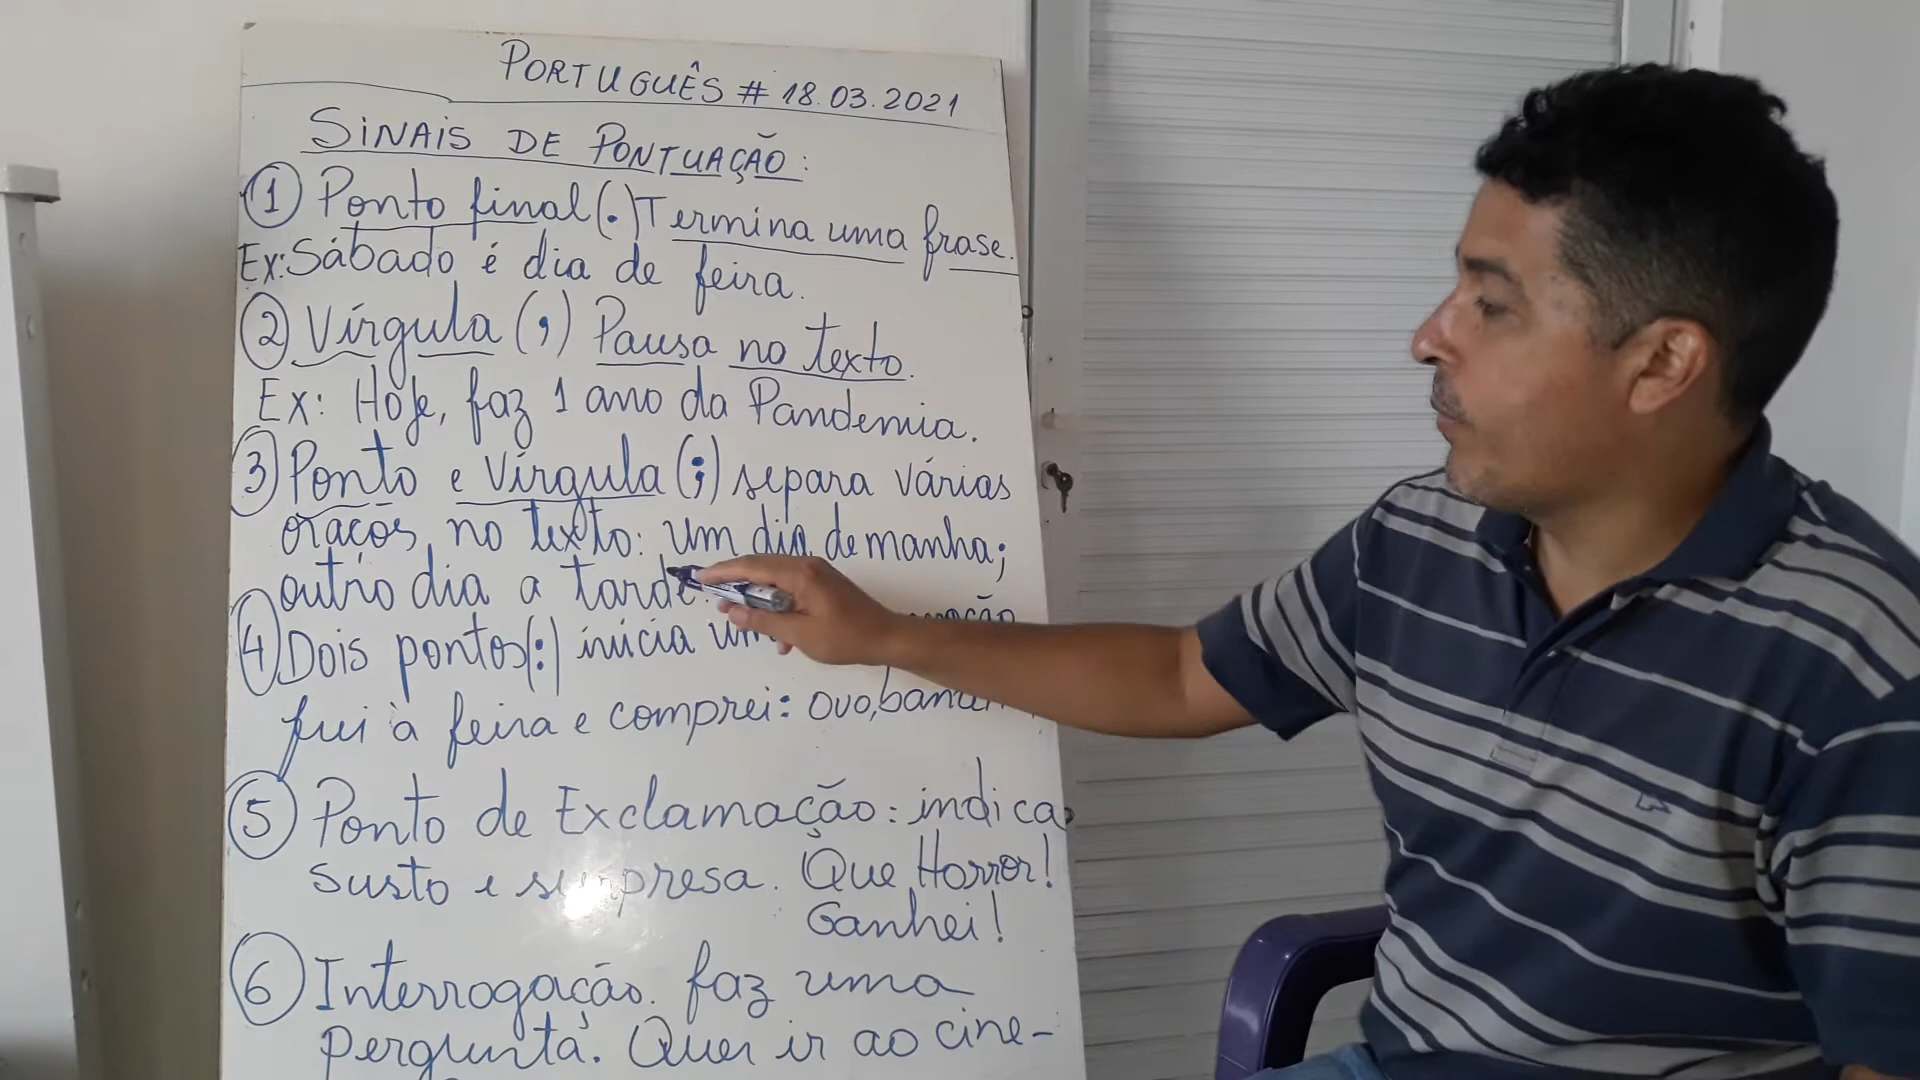 PORTUGUÊS # 18.03.2021
SINAIS DE PONTUAÇÃO:
① Ponto final (.) Termina uma frase.
Ex: Sábado é dia de feira.
② Vírgula (,) Pausa no texto.
Ex: Hoje, faz 1 ano da Pandemia.
③ Ponto e Vírgula (;) separa várias
oraçõs no texto: um dia de manha;
outro dia a tarde.
④ Dois pontos (:) inicia
fui à feira e comprei: ovo,
⑤ Ponto de Exclamação: indica
susto e surpresa. Que Horror!
Ganhei!
⑥ Interrogação. faz uma
pergunta. Quer ir ao cine-